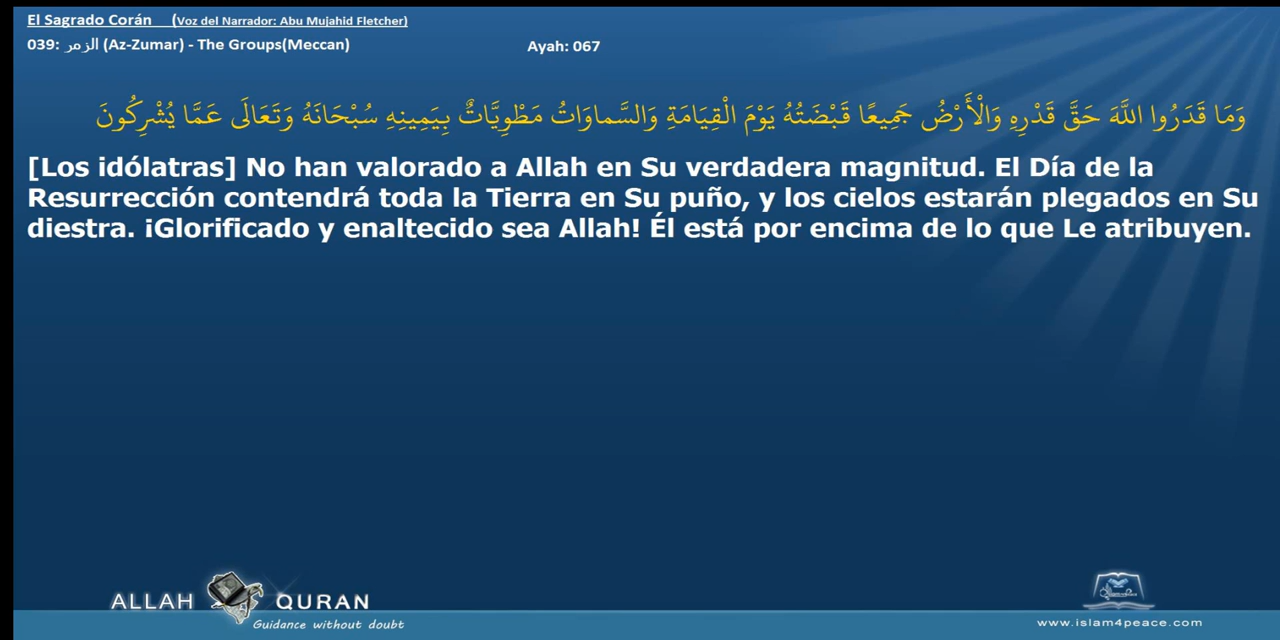 El Sagrado Corán (Voz del Narrador: Abu Mujahid Fletcher)
039: الزمر (Az-Zumar) - The Groups(Meccan) Ayah: 067
وَمَا قَدَرُوا اللَّهَ حَقَّ قَدْرِهِ وَالْأَرْضُ جَمِيعًا قَبْضَتُهُ يَوْمَ الْقِيَامَةِ وَالسَّماوَاتُ مَطْوِيَّاتٌ بِيَمِينِهِ سُبْحَانَهُ وَتَعَالَى عَمَّا يُشْرِكُونَ
[Los idólatras] No han valorado a Allah en Su verdadera magnitud. El Día de la
Resurrección contendrá toda la Tierra en Su puño, y los cielos estarán plegados en Su
diestra. ¡Glorificado y enaltecido sea Allah! Él está por encima de lo que Le atribuyen.
ALLAH QURAN
Guidance without doubt
www.islam4peace.com